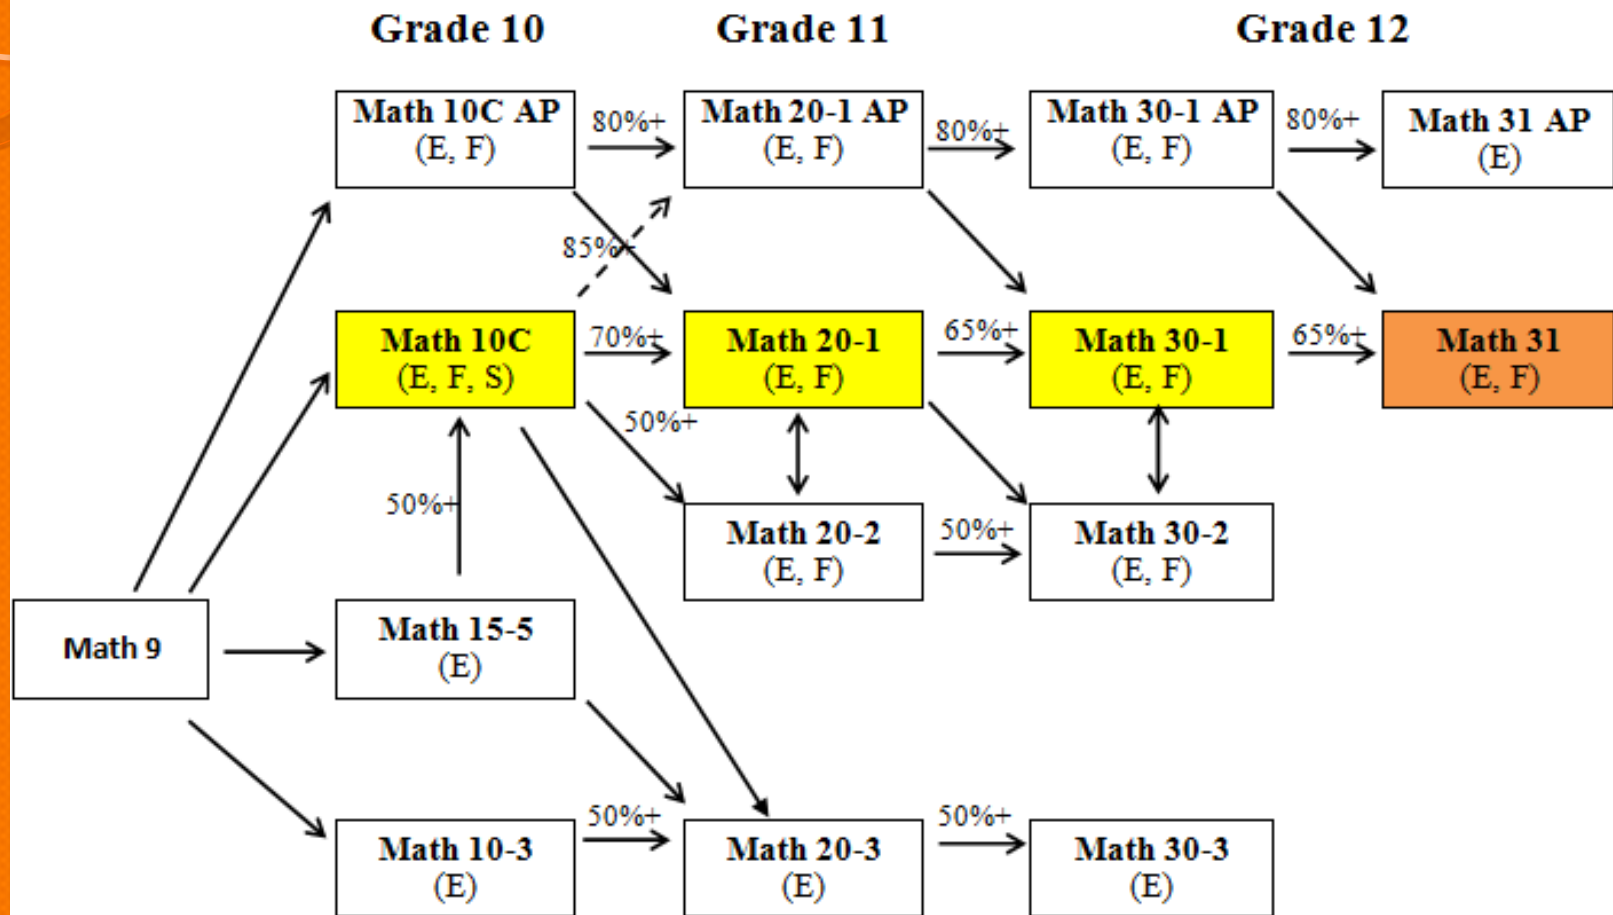 Grade 10
Grade 11
Grade 12
Math 10C AP
(E, F)
80%+
Math 20-1 AP
(E, F)
80%+
Math 30-1 AP
(E, F)
80%+
Math 31 AP
(E)
85%+
Math 10C
(E, F, S)
70%+
Math 20-1
(E, F)
65%+
Math 30-1
(E, F)
65%+
Math 31
(E, F)
50%+
50%+
Math 20-2
(E, F)
50%+
Math 30-2
(E, F)
Math 9
Math 15-5
(E)
Math 10-3
(E)
50%+
Math 20-3
(E)
50%+
Math 30-3
(E)